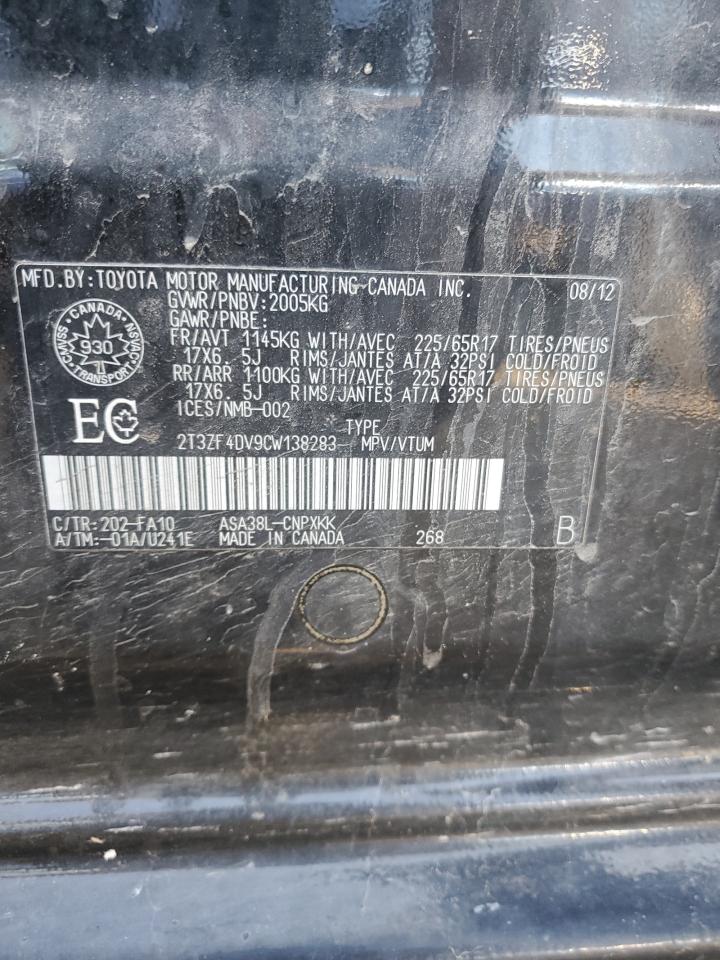 MFD.BY:TOYOTA MOTOR MANUFACTURING CANADA INC. 08/12
GVWR/PNBV:2005KG
GAWR/PNBE:
FR/AVT 1145KG WITH/AVEC 225/65R17 TIRES/PNEUS
17X6.5J RIMS/JANTES AT/A 32PSI COLD/FROID
RR/ARR 1100KG WITH/AVEC 225/65R17 TIRES/PNEUS
17X6.5J RIMS/JANTES AT/A 32PSI COLD/FROID
ICES/NMB-002
CANADA
CMVSS NSVAC
930
T
TRANSPORT
EC
TYPE
2T3ZF4DV9CW138283 MPV/VTUM
C/TR:202-FA10 ASA38L-CNPXKK
A/TM:-01A/U241E MADE IN CANADA 268 B